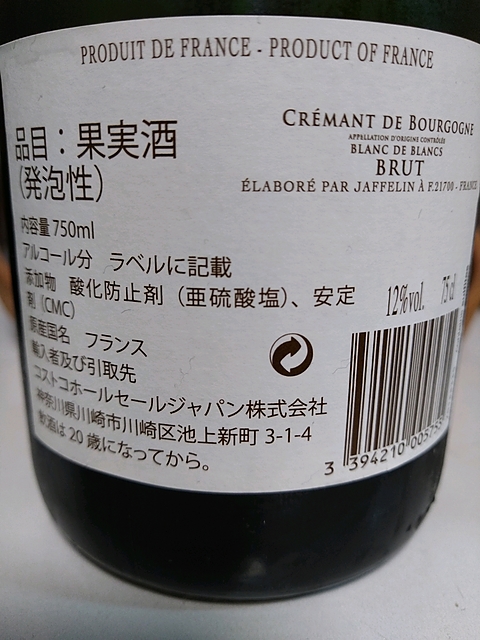 PRODUIT DE FRANCE - PRODUCT OF FRANCE
CRÉMANT DE BOURGOGNE
APPELLATION D'ORIGINE CONTRÔLÉE
BLANC DE BLANCS
BRUT
ÉLABORÉ PAR JAFFELIN À F.21700 - FRANCE
品目：果実酒
（発泡性）
内容量 750ml
アルコール分 ラベルに記載
添加物 酸化防止剤（亜硫酸塩）、安定
剤（CMC）
原産国名 フランス
輸入者及び引取先
コストコホールセールジャパン株式会社
神奈川県川崎市川崎区池上新町 3-1-4
飲酒は 20 歳になってから。
12%vol. 75 cl
3 394210 00575